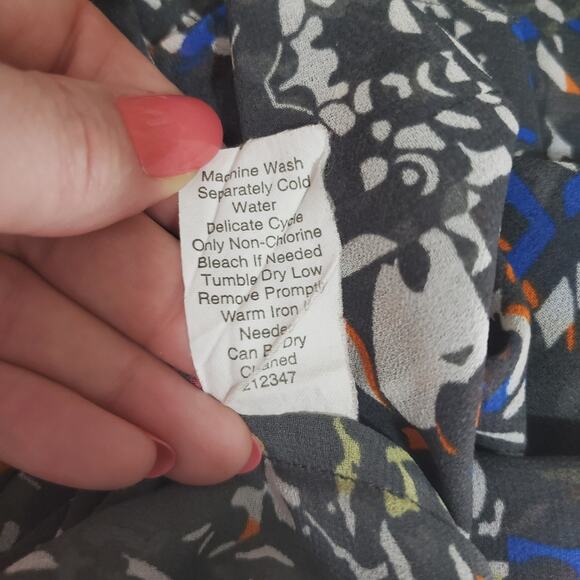 Machine Wash
Separately Cold
Water
Delicate Cycle
Only Non-Chlorine
Bleach If Needed
Tumble Dry Low
Remove Promptly
Warm Iron
Needed
Can Be Dry
Cleaned
212347